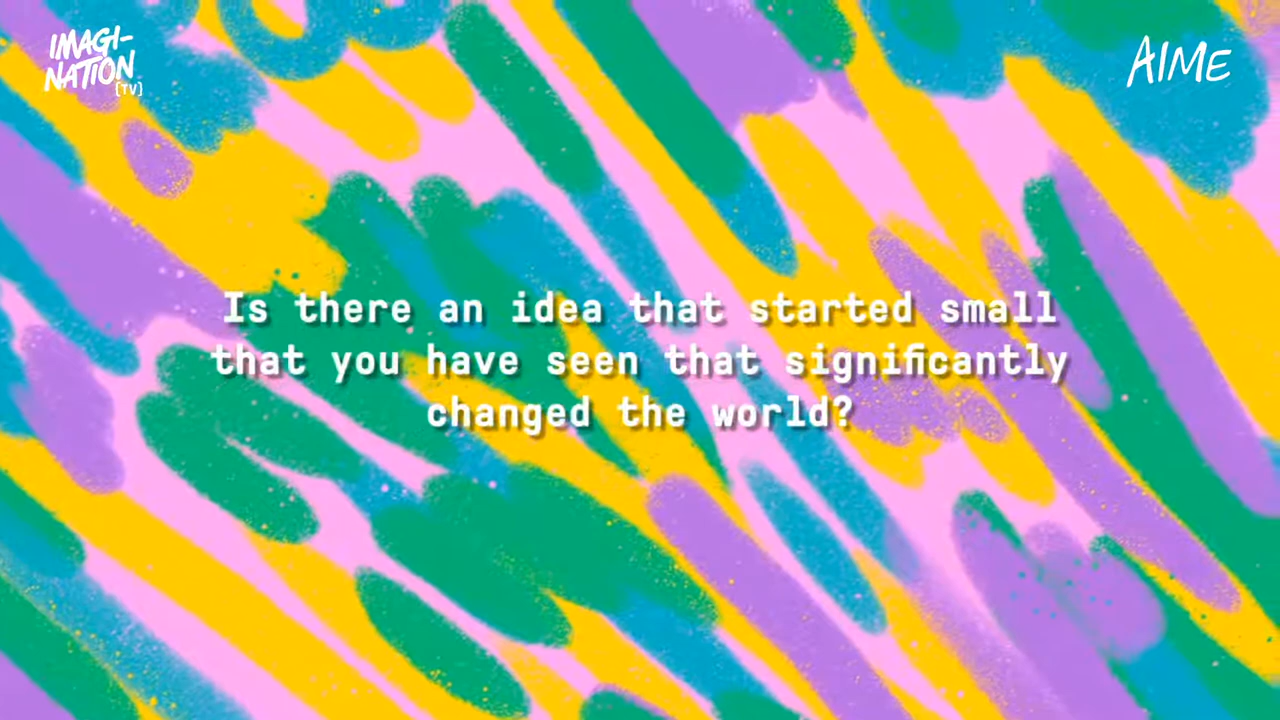 IMAGI-
NATION
[TV]
AIME
Is there an idea that started small
that you have seen that significantly
changed the world?